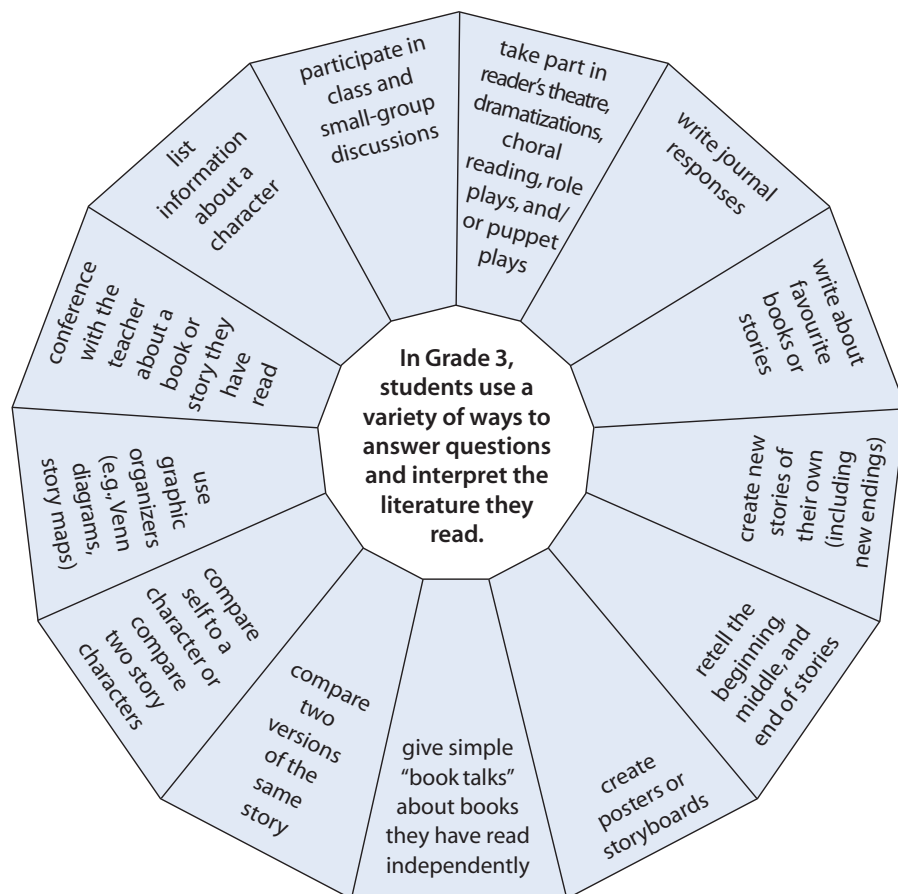 participate in
class and
small-group
discussions
take part in
reader's theatre,
dramatizations,
choral
reading, role
plays, and/
or puppet
plays
write journal
responses
write about
favourite
books or
stories
create new
stories of
their own
(including
new endings)
retell the
beginning,
middle, and
end of stories
create
posters or
storyboards
give simple
“book talks”
about books
they have read
independently
compare
two
versions
of the
same
story
compare
self to a
character or
compare
two story
characters
use
graphic
organizers
(e.g., Venn
diagrams,
story maps)
conference
with the
teacher
about a
book or
story they
have
read
list
information
about a
character
In Grade 3,
students use a
variety of ways to
answer questions
and interpret the
literature they
read.